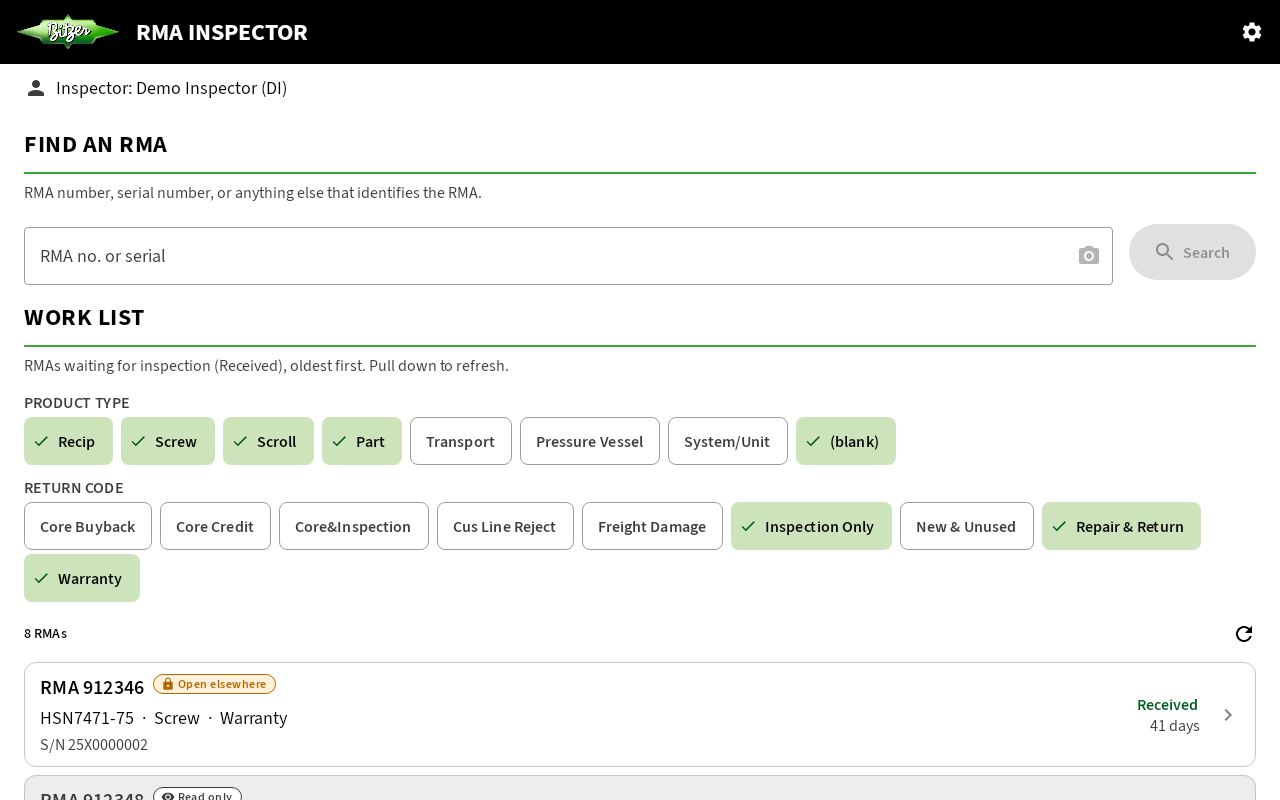 Bitzer RMA INSPECTOR
Inspector: Demo Inspector (DI)
FIND AN RMA
RMA number, serial number, or anything else that identifies the RMA.
RMA no. or serial
Search
WORK LIST
RMAs waiting for inspection (Received), oldest first. Pull down to refresh.
PRODUCT TYPE
Recip Screw Scroll Part Transport Pressure Vessel System/Unit (blank)
RETURN CODE
Core Buyback Core Credit Core&Inspection Cus Line Reject Freight Damage Inspection Only New & Unused Repair & Return
Warranty
8 RMAs
RMA 912346 Open elsewhere
HSN7471-75 · Screw · Warranty
S/N 25X0000002
Received
41 days
RMA 912348 Read only